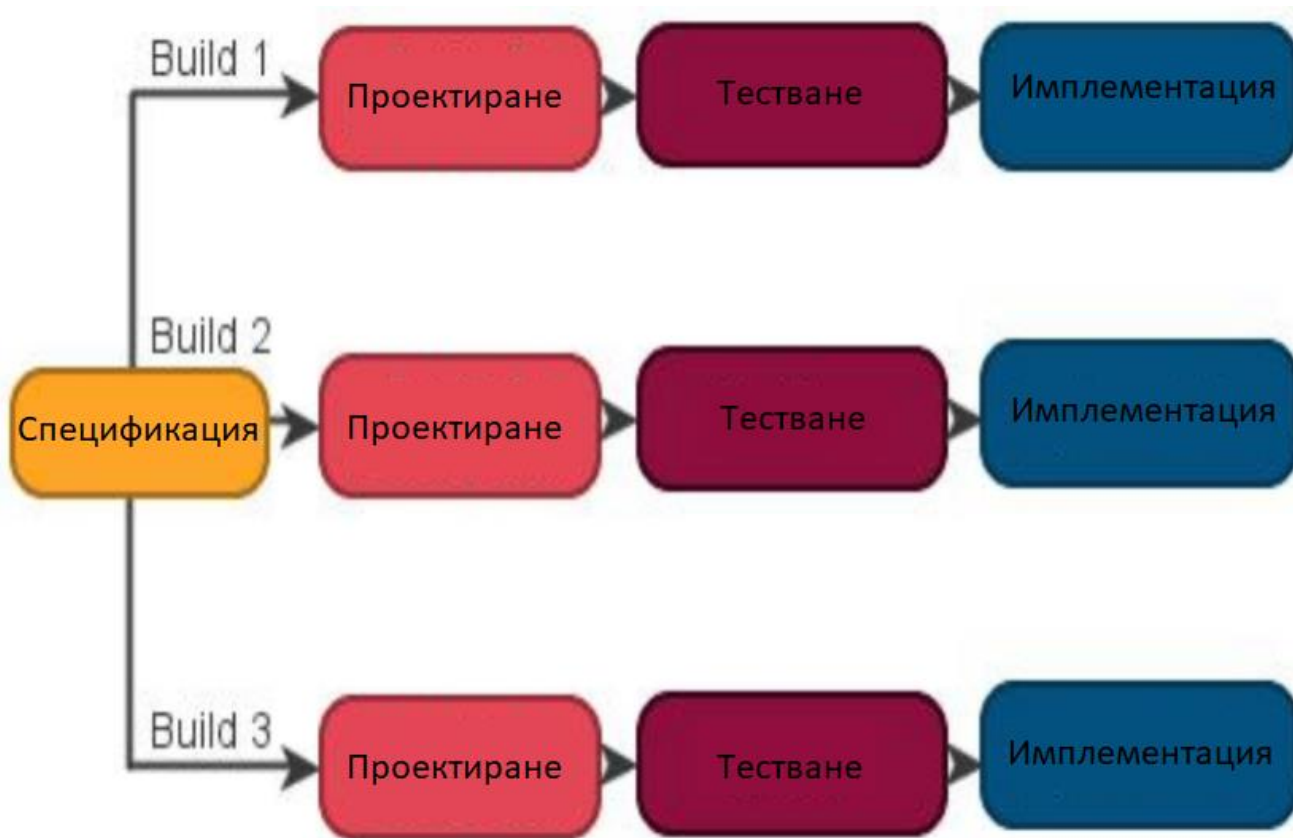 Build 1
Проектиране
Тестване
Имплементация
Build 2
Спецификация
Проектиране
Тестване
Имплементация
Build 3
Проектиране
Тестване
Имплементация